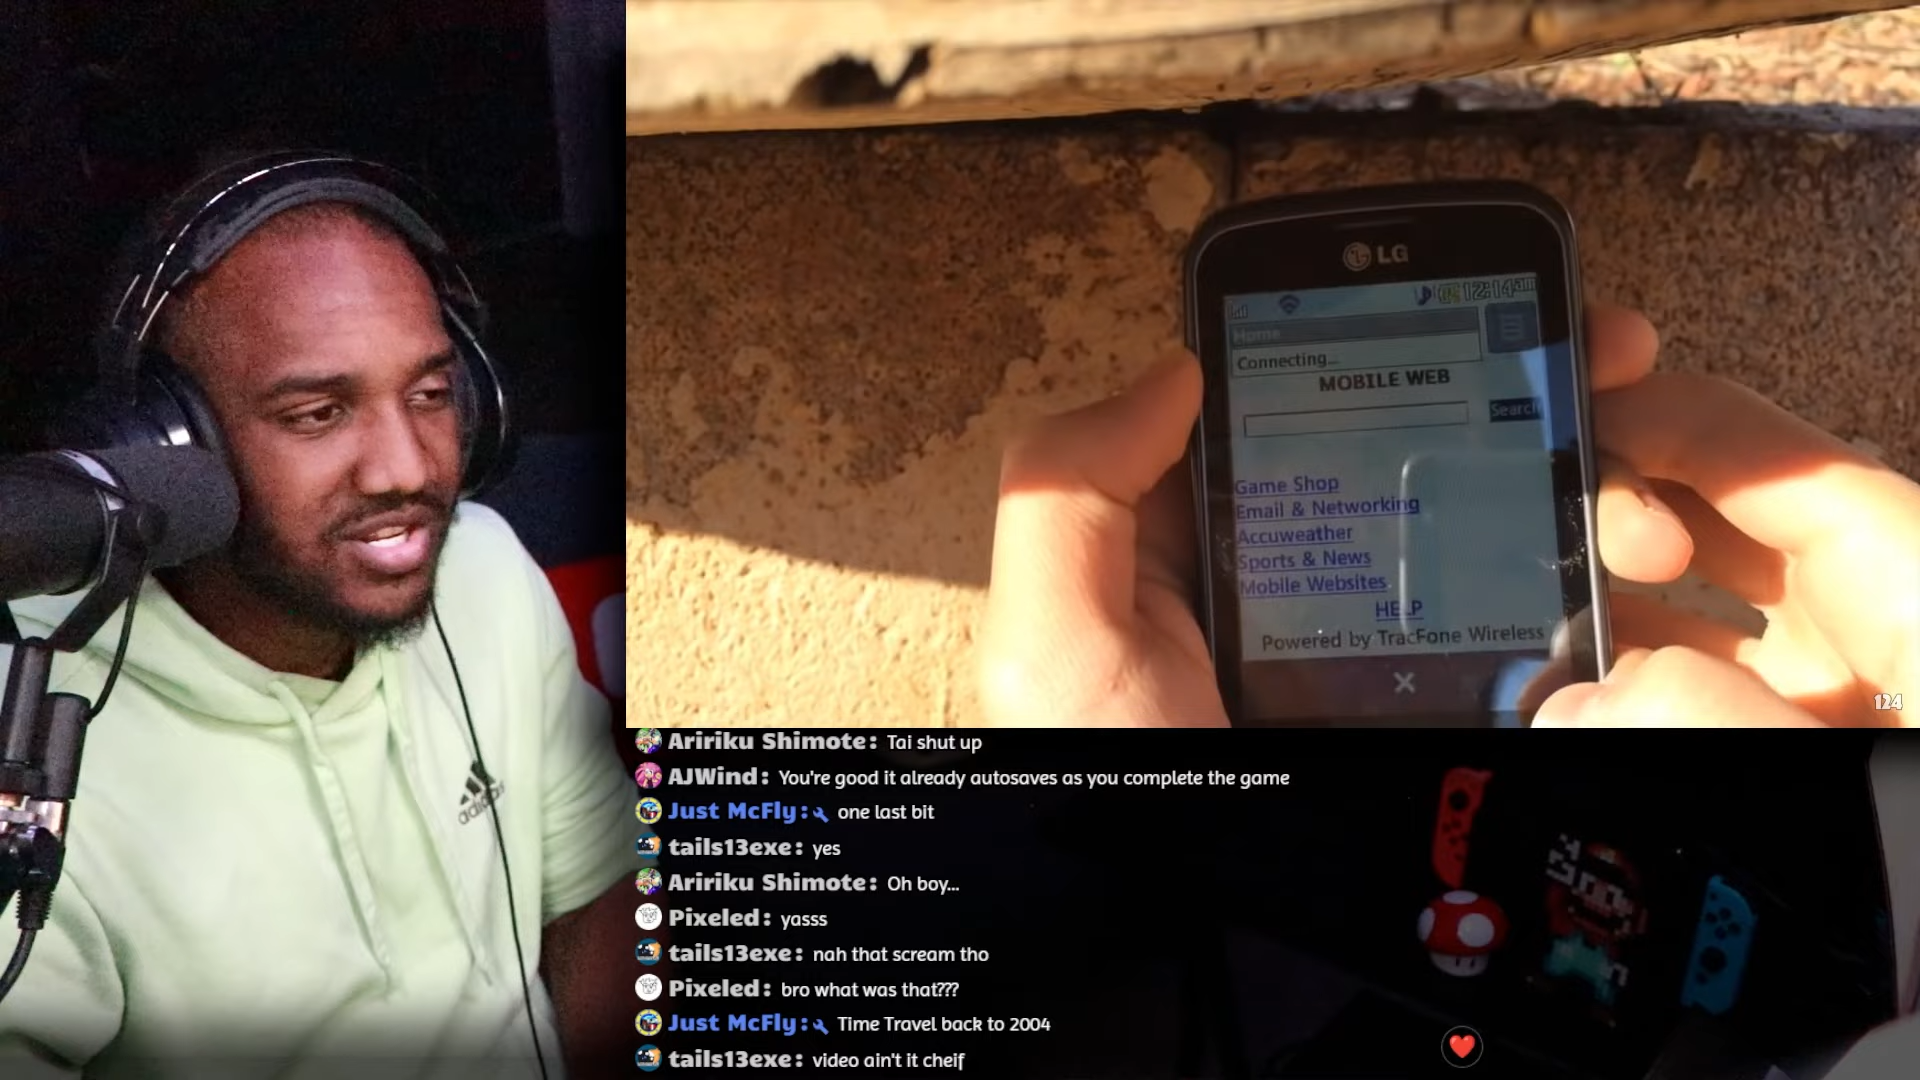 LG
12:14am
Home
Connecting...
MOBILE WEB
Search
Game Shop
Email & Networking
Accuweather
Sports & News
Mobile Websites
HELP
Powered by TracFone Wireless
124
adidas
Aririku Shimote: Tai shut up
AJWind: You're good it already autosaves as you complete the game
Just McFly: one last bit
tails13exe: yes
Aririku Shimote: Oh boy...
Pixeled: yasss
tails13exe: nah that scream tho
Pixeled: bro what was that???
Just McFly: Time Travel back to 2004
tails13exe: video ain't it cheif